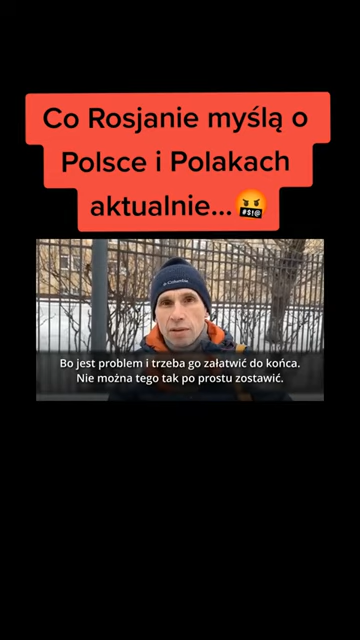 Co Rosjanie myślą o
Polsce i Polakach
aktualnie...🤬
Columbia
Bo jest problem i trzeba go załatwić do końca.
Nie można tego tak po prostu zostawić.